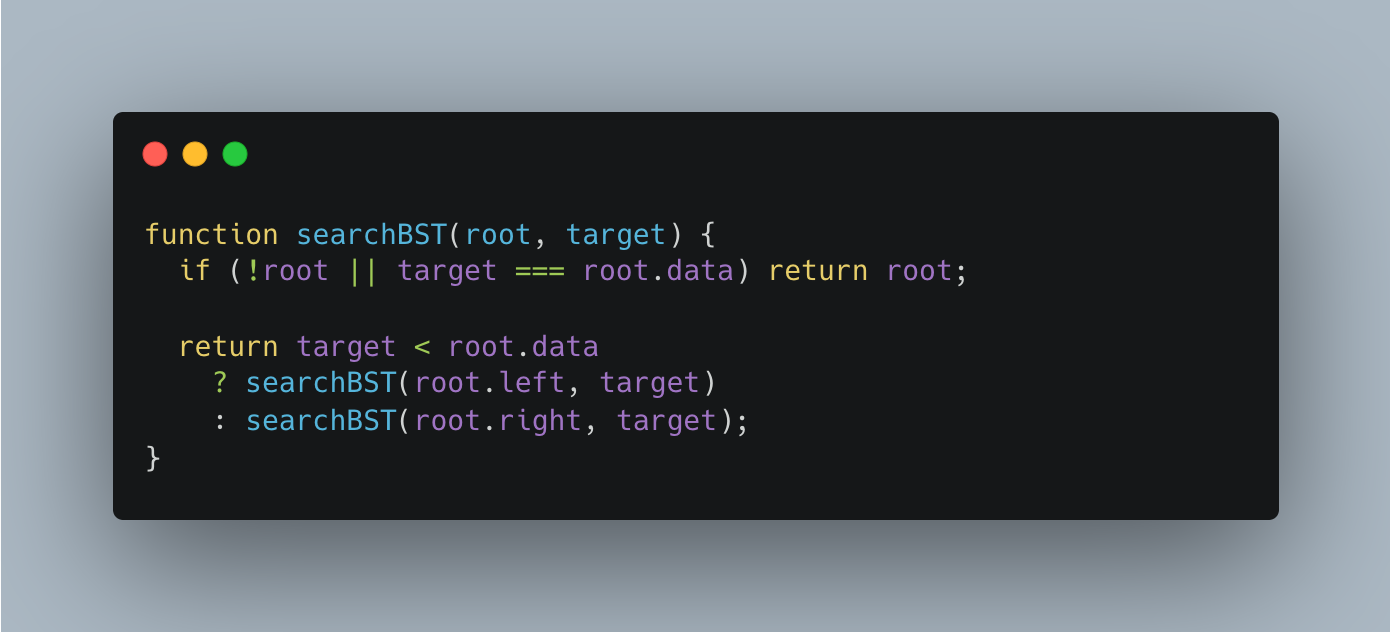 function searchBST(root, target) {
  if (!root || target === root.data) return root;

  return target < root.data
    ? searchBST(root.left, target)
    : searchBST(root.right, target);
}